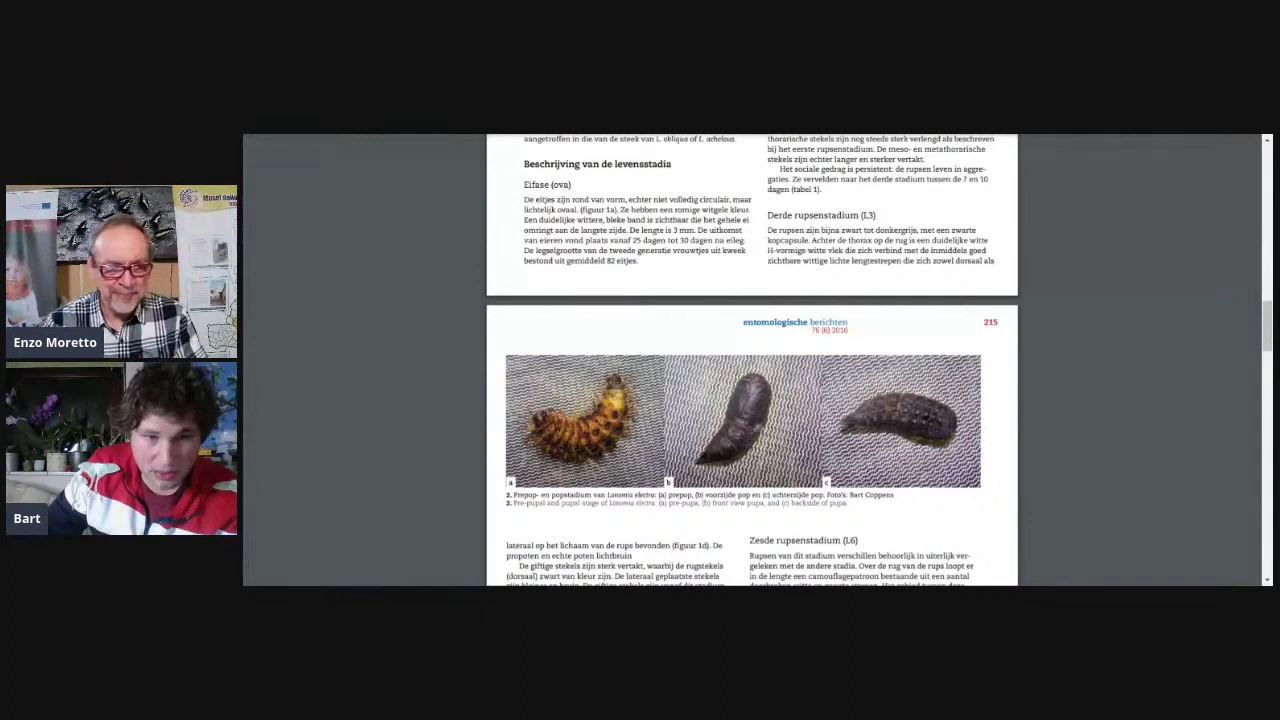 Enzo Moretto
Bart
aangetroffen in die van de steek van L. obliqua of L. achelous.
Beschrijving van de levensstadia
Eifase (ova)
De eitjes zijn rond van vorm, echter niet volledig circulair, maar
lichtelijk ovaal. (figuur 1a). Ze hebben een romige witgele kleur.
Een duidelijke wittere, bleke band is zichtbaar die het gehele ei
omringt aan de langste zijde. De lengte is 3 mm. De uitkomst
van eieren vond plaats vanaf 25 dagen tot 30 dagen na eileg.
De legselgrootte van de tweede generatie vrouwtjes uit kweek
bestond uit gemiddeld 82 eitjes.
thorarische stekels zijn nog steeds sterk verlengd als beschreven
bij het eerste rupsenstadium. De meso- en metathorarische
stekels zijn echter langer en sterker vertakt.
Het sociale gedrag is persistent: de rupsen leven in aggre-
gaties. Ze vervelden naar het derde stadium tussen de 7 en 10
dagen (tabel 1).
Derde rupsenstadium (L3)
De rupsen zijn bijna zwart tot donkergrijs, met een zwarte
kopcapsule. Achter de thorax op de rug is een duidelijke witte
H-vormige witte vlek die zich verbind met de inmiddels goed
zichtbare wittige lichte lengtestrepen die zich zowel dorsaal als
entomologische berichten
76 (6) 2016
215
a
b
c
2. Prepop- en popstadium van Lonomia electra: (a) prepop, (b) voorzijde pop en (c) achterzijde pop. Foto's: Bart Coppens
2. Pre-pupal and pupal stage of Lonomia electra: (a) pre-pupa, (b) front view pupa, and (c) backside of pupa.
lateraal op het lichaam van de rups bevonden (figuur 1d). De
propoten en echte poten lichtbruin
De giftige stekels zijn sterk vertakt, waarbij de rugstekels
(dorsaal) zwart van kleur zijn. De lateraal geplaatste stekels
Zesde rupsenstadium (L6)
Rupsen van dit stadium verschillen behoorlijk in uiterlijk ver-
geleken met de andere stadia. Over de rug van de rups loopt er
in de lengte een camouflagepatroon bestaande uit een aantal